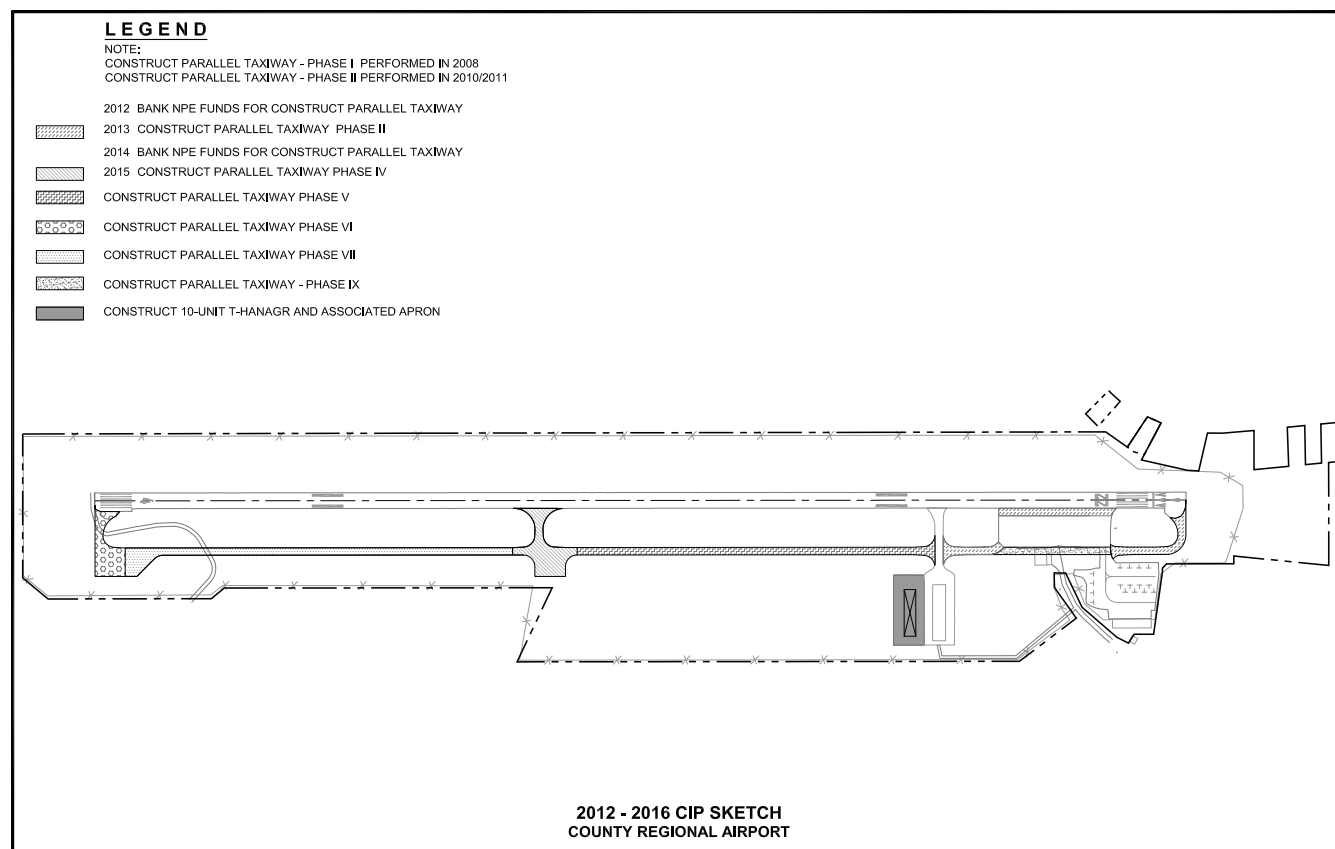 LEGEND
NOTE:
CONSTRUCT PARALLEL TAXIWAY - PHASE I PERFORMED IN 2008
CONSTRUCT PARALLEL TAXIWAY - PHASE II PERFORMED IN 2010/2011
2012 BANK NPE FUNDS FOR CONSTRUCT PARALLEL TAXIWAY
2013 CONSTRUCT PARALLEL TAXIWAY PHASE II
2014 BANK NPE FUNDS FOR CONSTRUCT PARALLEL TAXIWAY
2015 CONSTRUCT PARALLEL TAXIWAY PHASE IV
CONSTRUCT PARALLEL TAXIWAY PHASE V
CONSTRUCT PARALLEL TAXIWAY PHASE VI
CONSTRUCT PARALLEL TAXIWAY PHASE VII
CONSTRUCT PARALLEL TAXIWAY - PHASE IX
CONSTRUCT 10-UNIT T-HANAGR AND ASSOCIATED APRON
22
2012 - 2016 CIP SKETCH
COUNTY REGIONAL AIRPORT